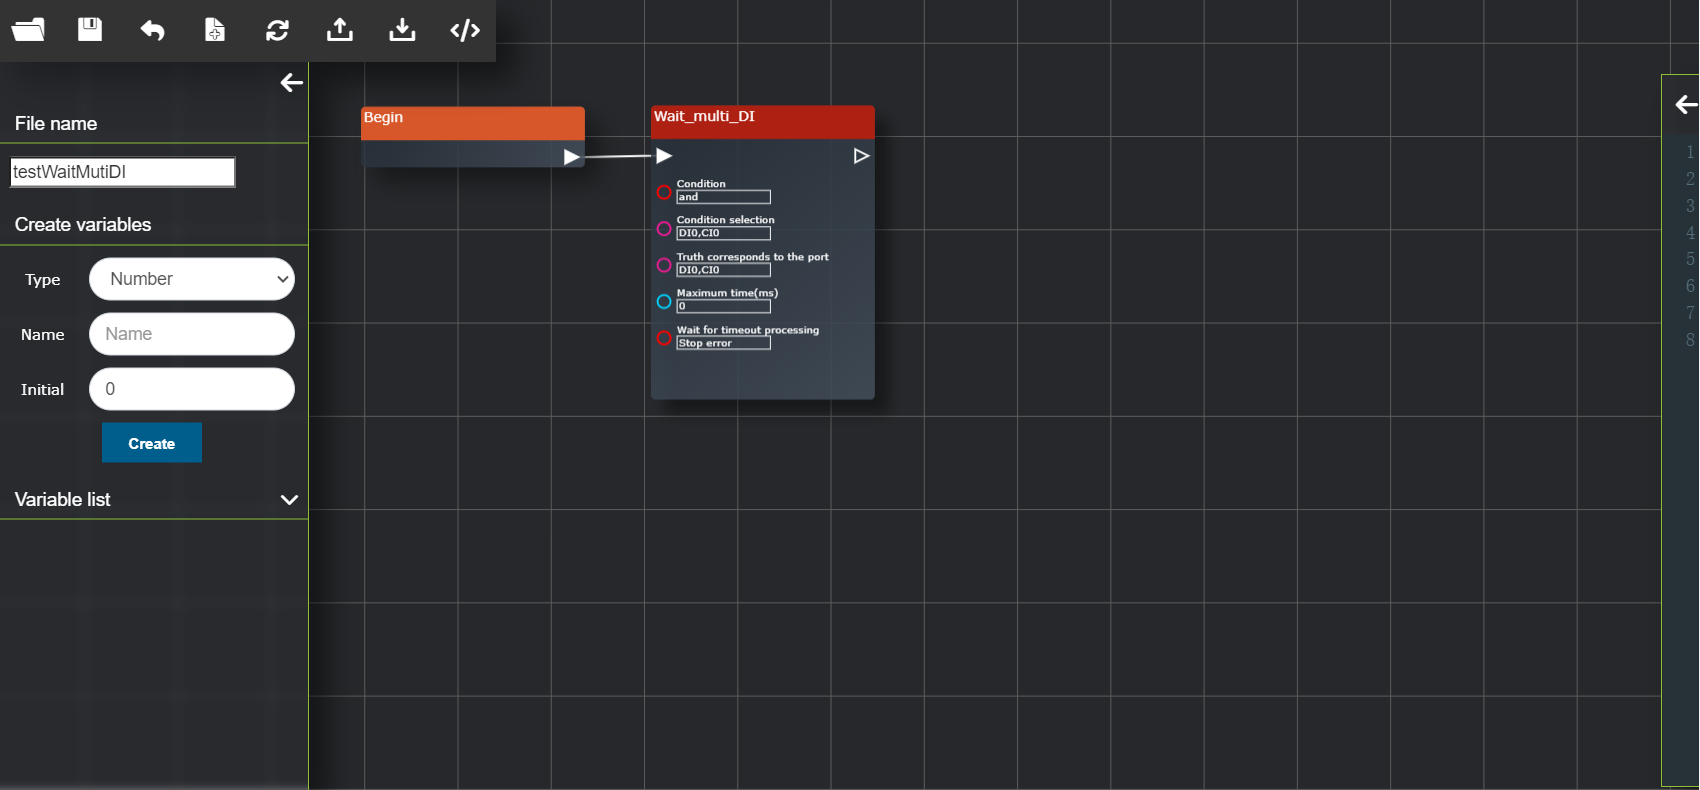 File name
testWaitMutiDI
Create variables
Type
Number
Name
Name
Initial
0
Create
Variable list
Begin
Wait_multi_DI
Condition
and
Condition selection
DI0,CI0
Truth corresponds to the port
DI0,CI0
Maximum time(ms)
0
Wait for timeout processing
Stop error
1
2
3
4
5
6
7
8